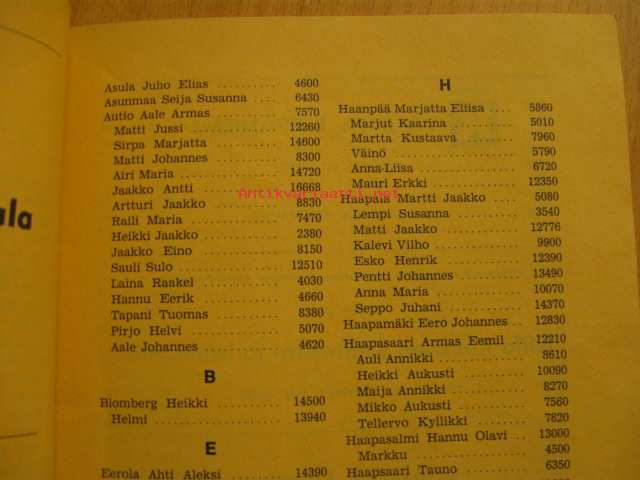 ala
Asula Juho Elias .......... 4600
Asunmaa Seija Susanna .... 6430
Autio Aale Armas .......... 7570
Matti Jussi .............. 12260
Sirpa Marjatta .......... 14600
Matti Johannes .......... 8300
Airi Maria .............. 14720
Jaakko Antti ............ 16668
Artturi Jaakko .......... 8830
Raili Maria .............. 7470
Heikki Jaakko ............ 2380
Jaakko Eino .............. 8150
Sauli Sulo .............. 12510
Laina Raakel ............ 4030
Hannu Eerik .............. 4660
Tapani Tuomas ............ 8380
Pirjo Helvi .............. 5070
Aale Johannes ............ 4620
B
Blomberg Heikki .......... 14500
Helmi .................... 13940
E
Eerola Ahti Aleksi ........ 14390
H
Haanpää Marjatta Eliisa .... 5860
Marjut Kaarina .......... 5010
Martta Kustaava .......... 7960
Väinö .................... 5790
Anna-Liisa .............. 6720
Mauri Erkki .............. 12350
Haapala Martti Jaakko ...... 5080
Lempi Susanna ............ 3540
Matti Jaakko ............ 12776
Kalevi Vilho ............ 9900
Esko Henrik .............. 12390
Pentti Johannes .......... 13490
Anna Maria .............. 10070
Seppo Juhani ............ 14370
Haapamäki Eero Johannes .. 12830
Haapasaari Armas Eemil .... 12210
Auli Annikki ............ 8610
Heikki Aukusti .......... 10090
Maija Annikki ............ 8270
Mikko Aukusti ............ 7560
Tellervo Kyllikki ........ 7820
Haapasalmi Hannu Olavi .. 13000
Markku .................. 4500
Haapsaari Tauno .......... 6350
Antikvariaatti.net